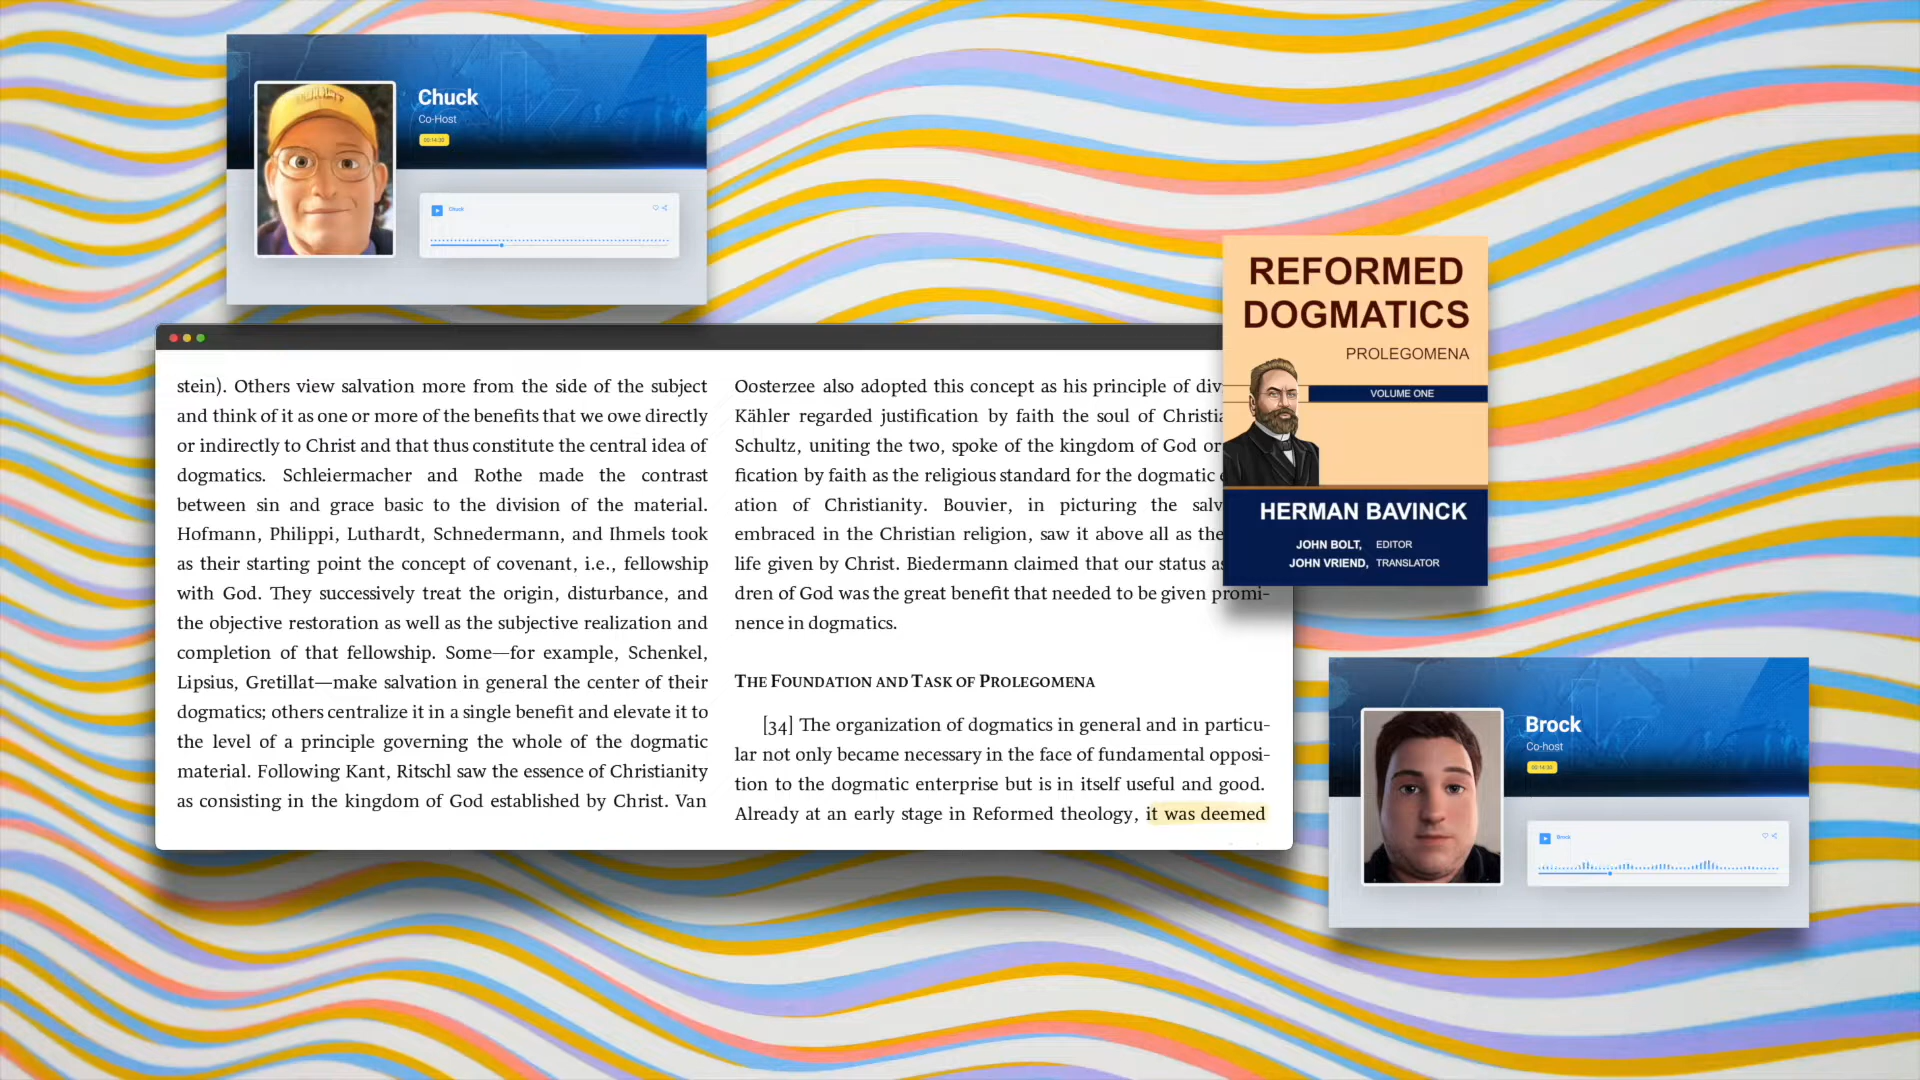 Chuck
Co-Host
00:14:30
Chuck
stein). Others view salvation more from the side of the subject
and think of it as one or more of the benefits that we owe directly
or indirectly to Christ and that thus constitute the central idea of
dogmatics. Schleiermacher and Rothe made the contrast
between sin and grace basic to the division of the material.
Hofmann, Philippi, Luthardt, Schnedermann, and Ihmels took
as their starting point the concept of covenant, i.e., fellowship
with God. They successively treat the origin, disturbance, and
the objective restoration as well as the subjective realization and
completion of that fellowship. Some—for example, Schenkel,
Lipsius, Gretillat—make salvation in general the center of their
dogmatics; others centralize it in a single benefit and elevate it to
the level of a principle governing the whole of the dogmatic
material. Following Kant, Ritschl saw the essence of Christianity
as consisting in the kingdom of God established by Christ. Van
Oosterzee also adopted this concept as his principle of div
Kähler regarded justification by faith the soul of Christia
Schultz, uniting the two, spoke of the kingdom of God or
fication by faith as the religious standard for the dogmatic
ation of Christianity. Bouvier, in picturing the salv
embraced in the Christian religion, saw it above all as the
life given by Christ. Biedermann claimed that our status as
dren of God was the great benefit that needed to be given promi-
nence in dogmatics.
THE FOUNDATION AND TASK OF PROLEGOMENA
[34] The organization of dogmatics in general and in particu-
lar not only became necessary in the face of fundamental opposi-
tion to the dogmatic enterprise but is in itself useful and good.
Already at an early stage in Reformed theology, it was deemed
REFORMED
DOGMATICS
PROLEGOMENA
VOLUME ONE
HERMAN BAVINCK
JOHN BOLT, EDITOR
JOHN VRIEND, TRANSLATOR
Brock
Co-host
00:14:30
Brock